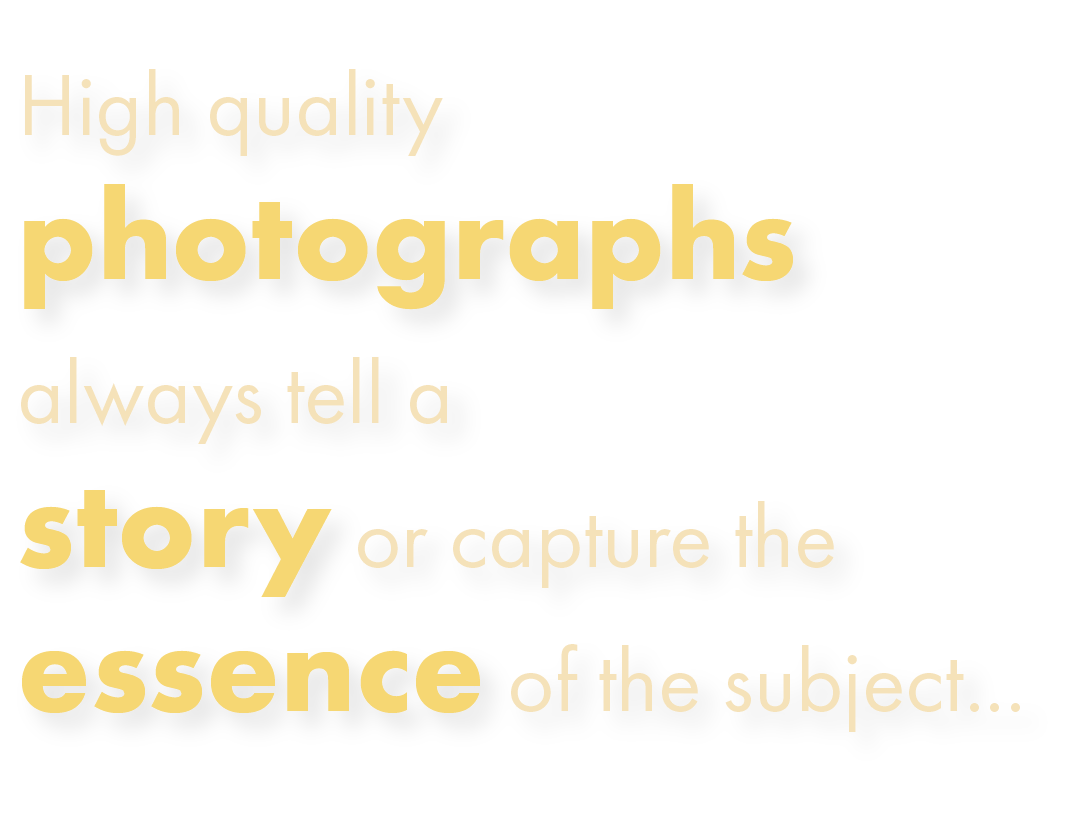 High quality
photographs
always tell a
story or capture the
essence of the subject...